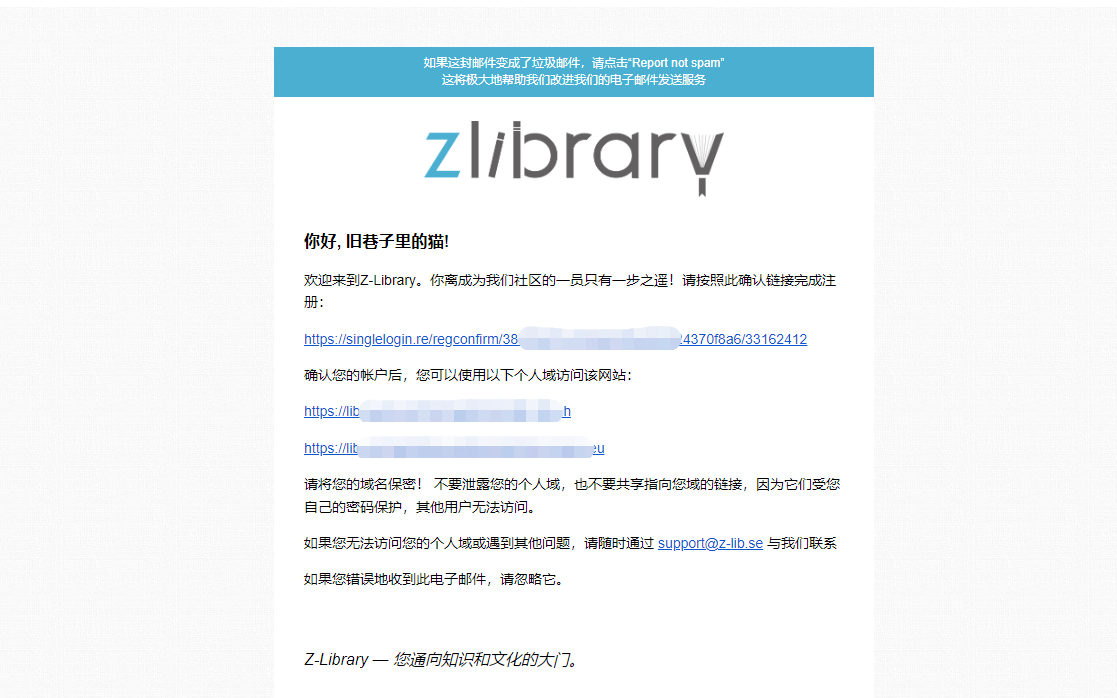 如果这封邮件变成了垃圾邮件，请点击“Report not spam”
这将极大地帮助我们改进我们的电子邮件发送服务
zlibrary
你好, 旧巷子里的猫!
欢迎来到Z-Library。你离成为我们社区的一员只有一步之遥！请按照此确认链接完成注
册：
https://singlelogin.re/regconfirm/38 24370f8a6/33162412
确认您的帐户后，您可以使用以下个人域访问该网站：
https://lib h
https://lib eu
请将您的域名保密！ 不要泄露您的个人域，也不要共享指向您域的链接，因为它们受您
自己的密码保护，其他用户无法访问。
如果您无法访问您的个人域或遇到其他问题，请随时通过 support@z-lib.se 与我们联系
如果您错误地收到此电子邮件，请忽略它。
Z-Library — 您通向知识和文化的大门。